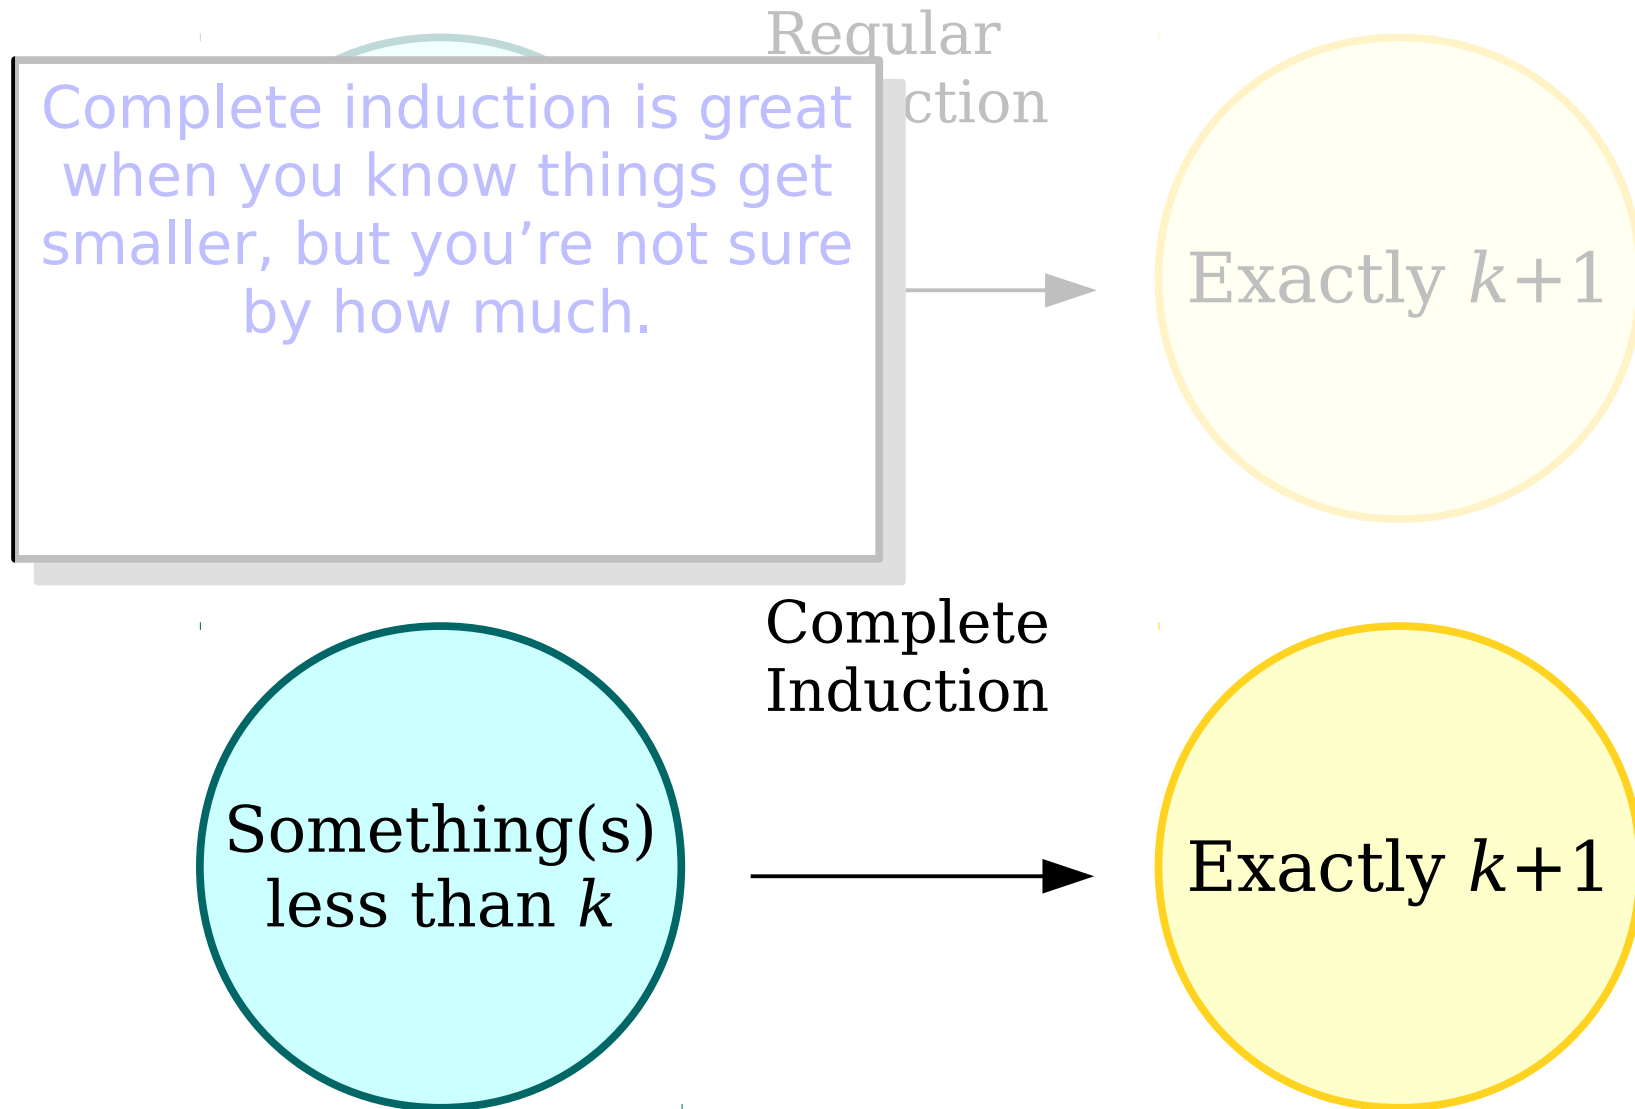 Regular
ction
Complete induction is great
when you know things get
smaller, but you’re not sure
by how much.
Exactly k+1
Complete
Induction
Something(s)
less than k
Exactly k+1